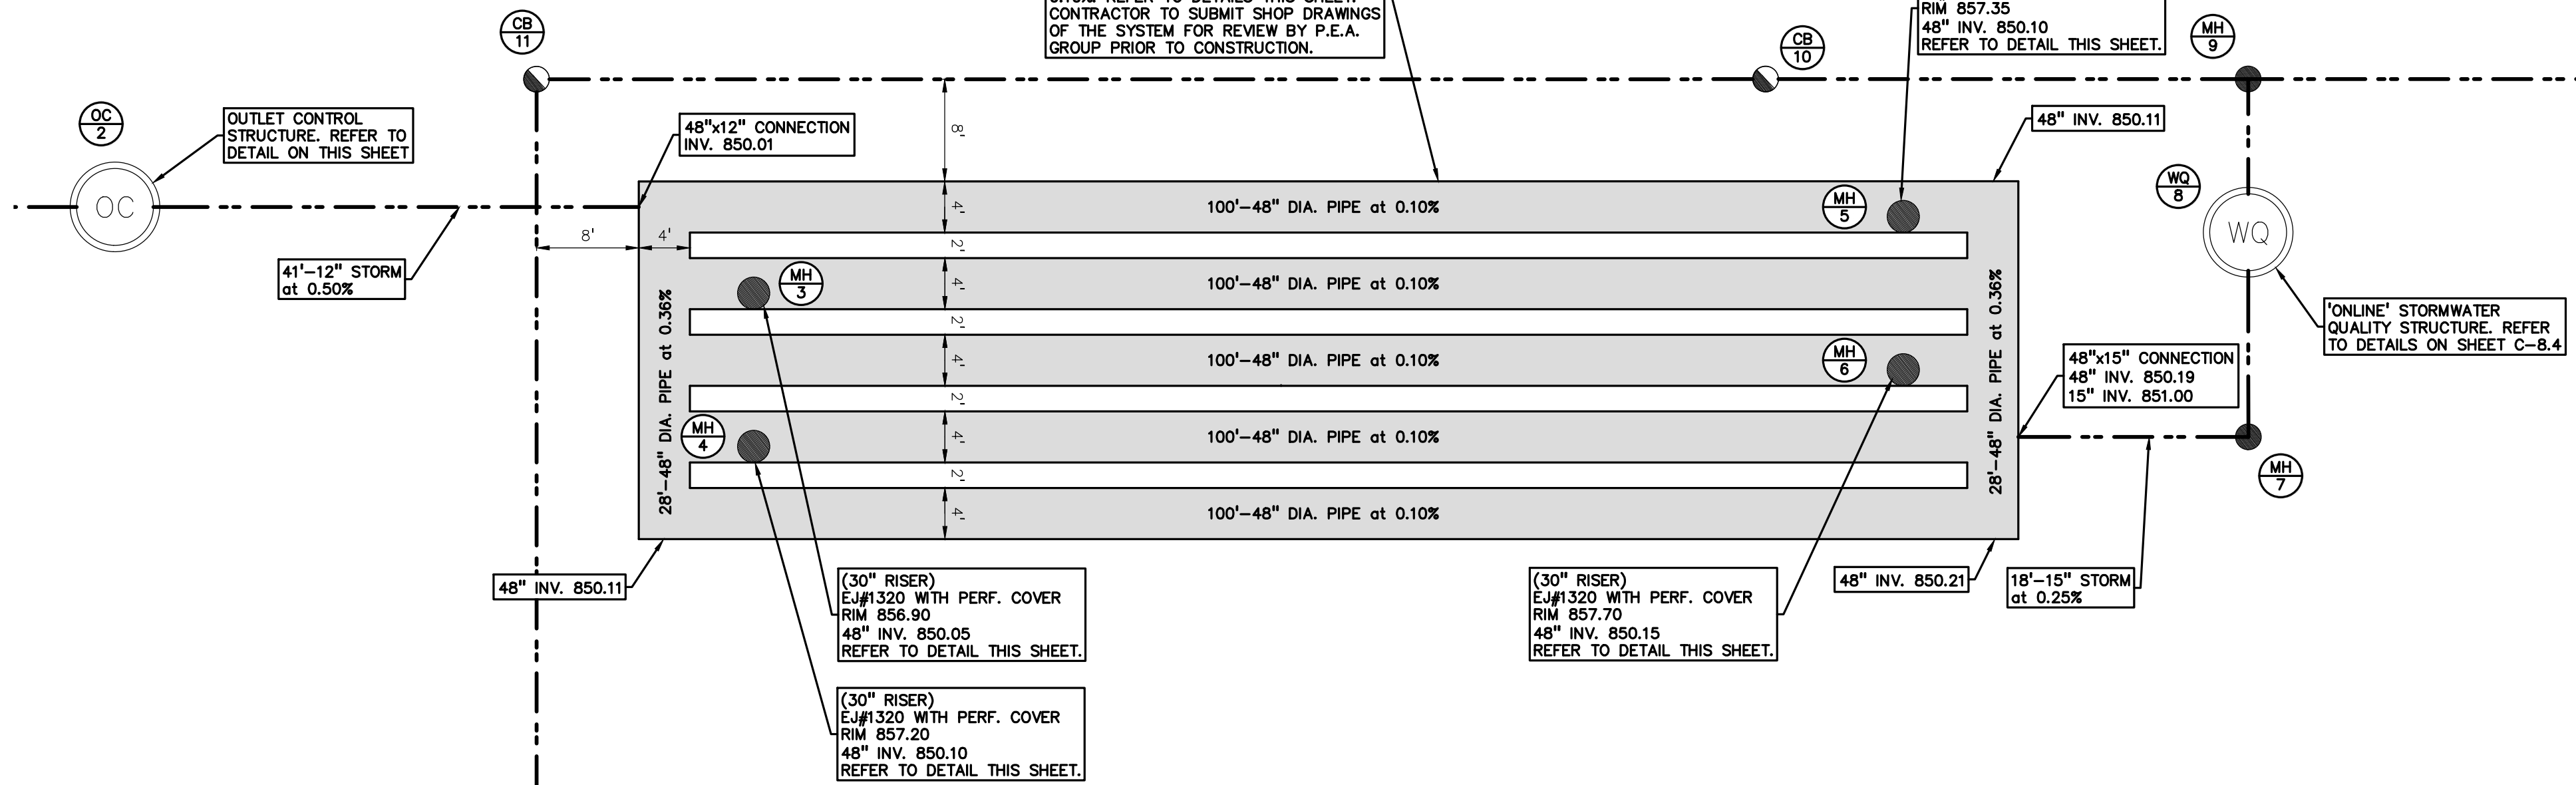 REFER TO DETAILS THIS SHEET.
CONTRACTOR TO SUBMIT SHOP DRAWINGS
OF THE SYSTEM FOR REVIEW BY P.E.A.
GROUP PRIOR TO CONSTRUCTION.
RIM 857.35
48" INV. 850.10
REFER TO DETAIL THIS SHEET.
CB
11
CB
10
MH
9
OC
2
OUTLET CONTROL
STRUCTURE. REFER TO
DETAIL ON THIS SHEET
48"x12" CONNECTION
INV. 850.01
8'
48" INV. 850.11
WQ
8
OC
100'-48" DIA. PIPE at 0.10%
4'
MH
5
WQ
8'
4'
2'
41'-12" STORM
at 0.50%
MH
3
100'-48" DIA. PIPE at 0.10%
4'
2'
28'-48" DIA. PIPE at 0.36%
28'-48" DIA. PIPE at 0.36%
'ONLINE' STORMWATER
QUALITY STRUCTURE. REFER
TO DETAILS ON SHEET C-8.4
100'-48" DIA. PIPE at 0.10%
4'
MH
6
48"x15" CONNECTION
48" INV. 850.19
15" INV. 851.00
2'
MH
4
100'-48" DIA. PIPE at 0.10%
4'
2'
MH
7
100'-48" DIA. PIPE at 0.10%
4'
48" INV. 850.11
(30" RISER)
EJ#1320 WITH PERF. COVER
RIM 856.90
48" INV. 850.05
REFER TO DETAIL THIS SHEET.
(30" RISER)
EJ#1320 WITH PERF. COVER
RIM 857.70
48" INV. 850.15
REFER TO DETAIL THIS SHEET.
48" INV. 850.21
18'-15" STORM
at 0.25%
(30" RISER)
EJ#1320 WITH PERF. COVER
RIM 857.20
48" INV. 850.10
REFER TO DETAIL THIS SHEET.